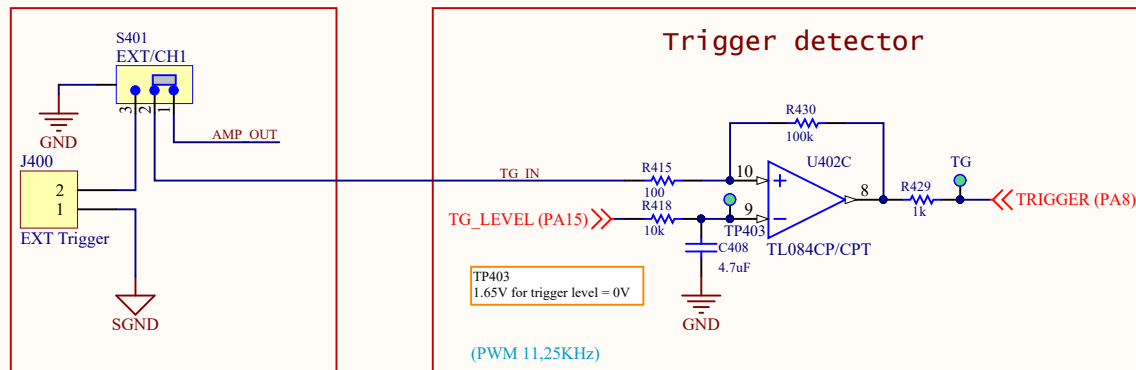 S401
EXT/CH1
3
2
1
GND
AMP_OUT
J400
2
1
EXT Trigger
SGND
Trigger detector
R430
100k
U402C
TG_IN
R415
100
10
8
R429
1k
TG
TRIGGER (PA8)
TG_LEVEL (PA15)
R418
10k
9
TP403
TL084CP/CPT
C408
4.7uF
GND
TP403
1.65V for trigger level = 0V
(PWM 11,25KHz)